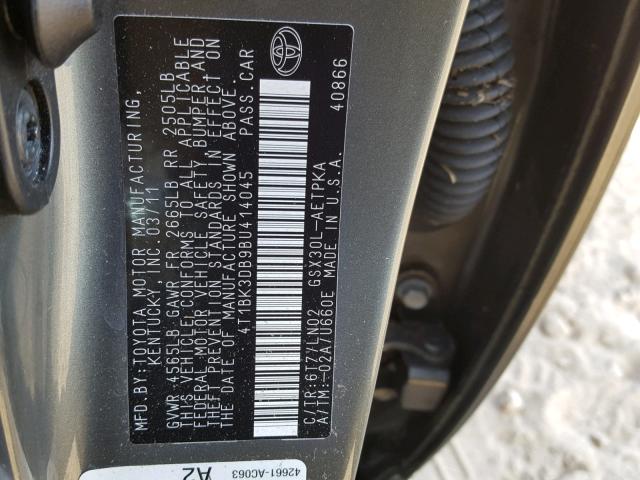 MFD. BY: TOYOTA MOTOR MANUFACTURING,
KENTUCKY, INC. 03/11
GVWR 4565LB GAWR FR 2665LB RR 2505LB
THIS VEHICLE CONFORMS TO ALL APPLICABLE
FEDERAL MOTOR VEHICLE SAFETY, BUMPER AND
THEFT PREVENTION STANDARDS IN EFFECT ON
THE DATE OF MANUFACTURE SHOWN ABOVE.
4T1BK3DB9BU414045 PASS. CAR
C/TR: 6T7/LN02 GSX30L-AETPKA
A/TM: -02A/U660E MADE IN U.S.A. 40866
42661-AC063
A2